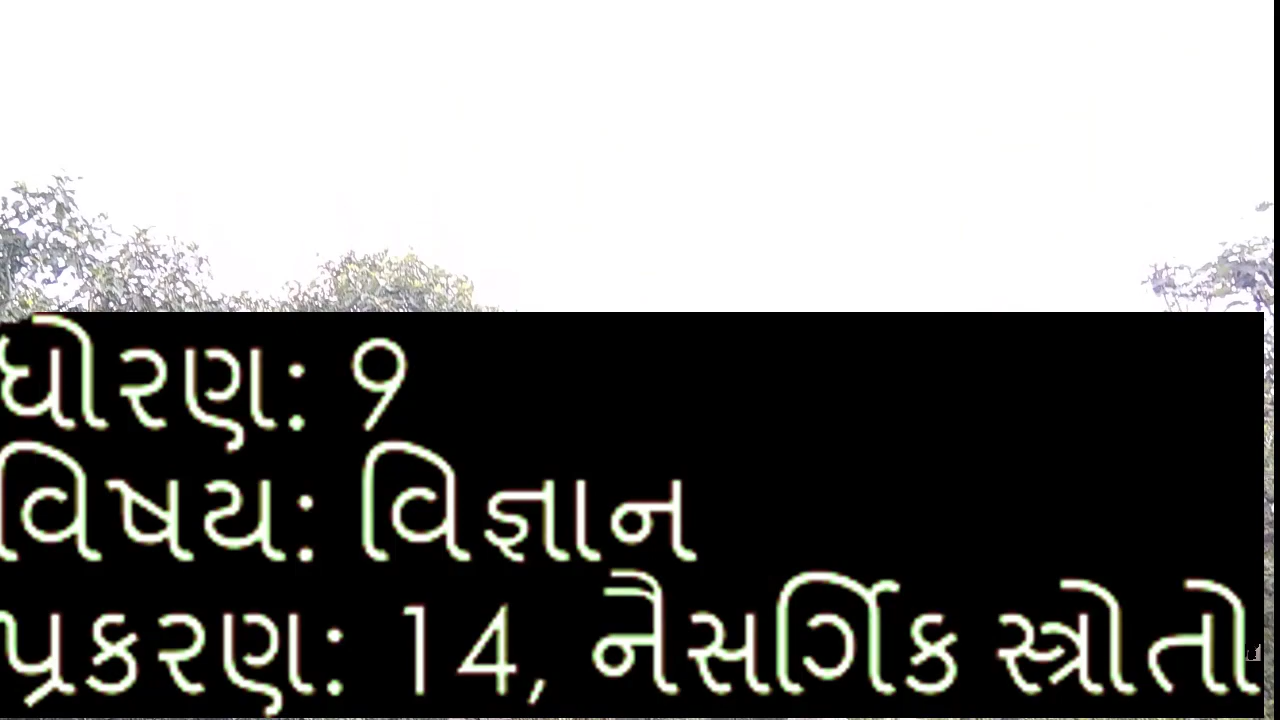 ધોરણ: 9
વિષય: વિજ્ઞાન
પ્રકરણ: 14, નૈસર્ગિક સ્ત્રોતો